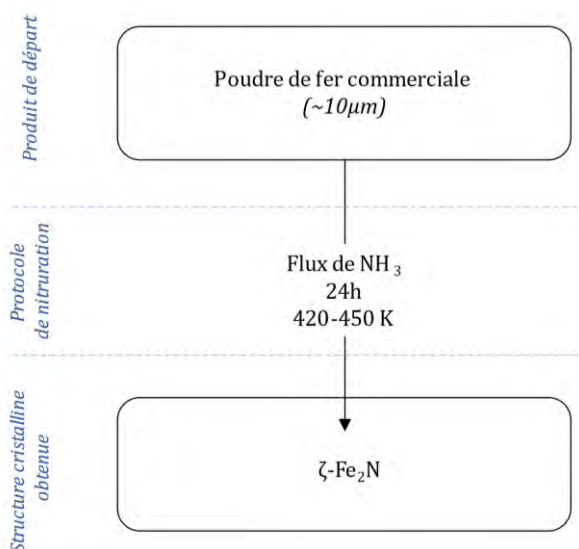 Produit de départ
Poudre de fer commerciale
(~10µm)
Protocole
de nitruration
Flux de NH₃
24h
420-450 K
Structure cristalline
obtenue
ζ-Fe₂N